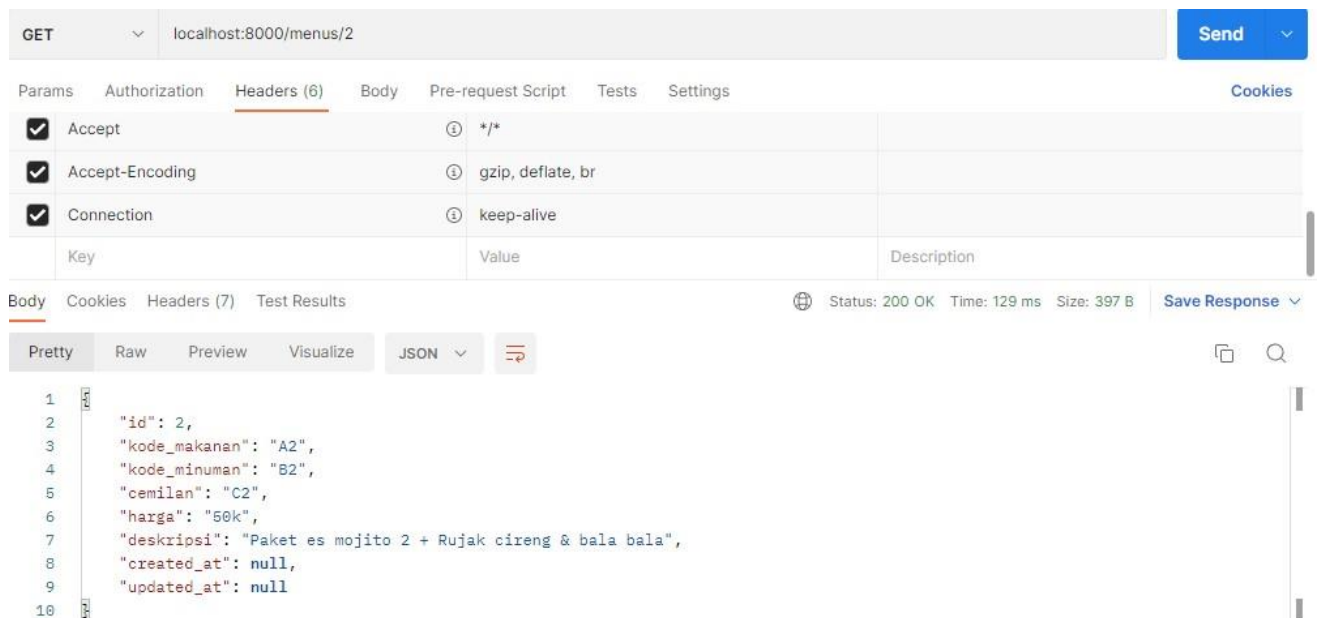 GET localhost:8000/menus/2 Send
Params Authorization Headers (6) Body Pre-request Script Tests Settings Cookies
Accept */*
Accept-Encoding gzip, deflate, br
Connection keep-alive
Key Value Description
Body Cookies Headers (7) Test Results Status: 200 OK Time: 129 ms Size: 397 B Save Response
Pretty Raw Preview Visualize JSON
1 {
2 "id": 2,
3 "kode_makanan": "A2",
4 "kode_minuman": "B2",
5 "cemilan": "C2",
6 "harga": "50k",
7 "deskripsi": "Paket es mojito 2 + Rujak cireng & bala bala",
8 "created_at": null,
9 "updated_at": null
10 }